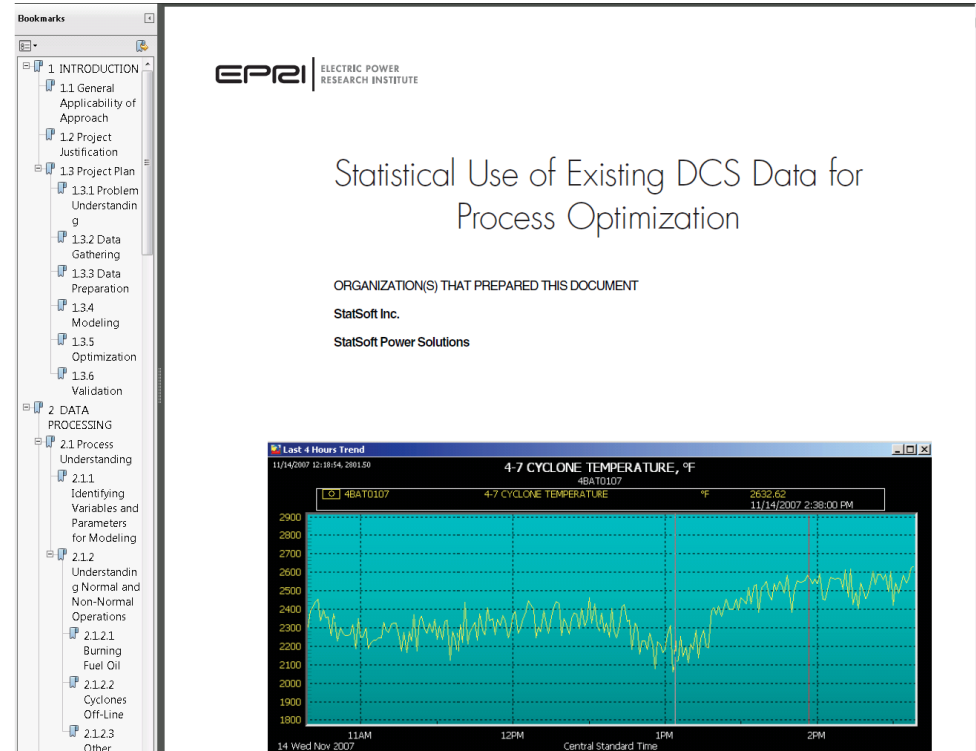 Bookmarks
1 INTRODUCTION
1.1 General
Applicability of
Approach
1.2 Project
Justification
1.3 Project Plan
1.3.1 Problem
Understandin
g
1.3.2 Data
Gathering
1.3.3 Data
Preparation
1.3.4
Modeling
1.3.5
Optimization
1.3.6
Validation
2 DATA
PROCESSING
2.1 Process
Understanding
2.1.1
Identifying
Variables and
Parameters
for Modeling
2.1.2
Understandin
g Normal and
Non-Normal
Operations
2.1.2.1
Burning
Fuel Oil
2.1.2.2
Cyclones
Off-Line
2.1.2.3
Other
EPRI
ELECTRIC POWER
RESEARCH INSTITUTE
Statistical Use of Existing DCS Data for
Process Optimization
ORGANIZATION(S) THAT PREPARED THIS DOCUMENT
StatSoft Inc.
StatSoft Power Solutions
Last 4 Hours Trend
11/14/2007 12:18:54, 2801.50
4-7 CYCLONE TEMPERATURE, °F
4BAT0107
4BAT0107 4-7 CYCLONE TEMPERATURE °F 2632.62
11/14/2007 2:38:00 PM
2900
2800
2700
2600
2500
2400
2300
2200
2100
2000
1900
1800
11AM 12PM 1PM 2PM
14 Wed Nov 2007 Central Standard Time